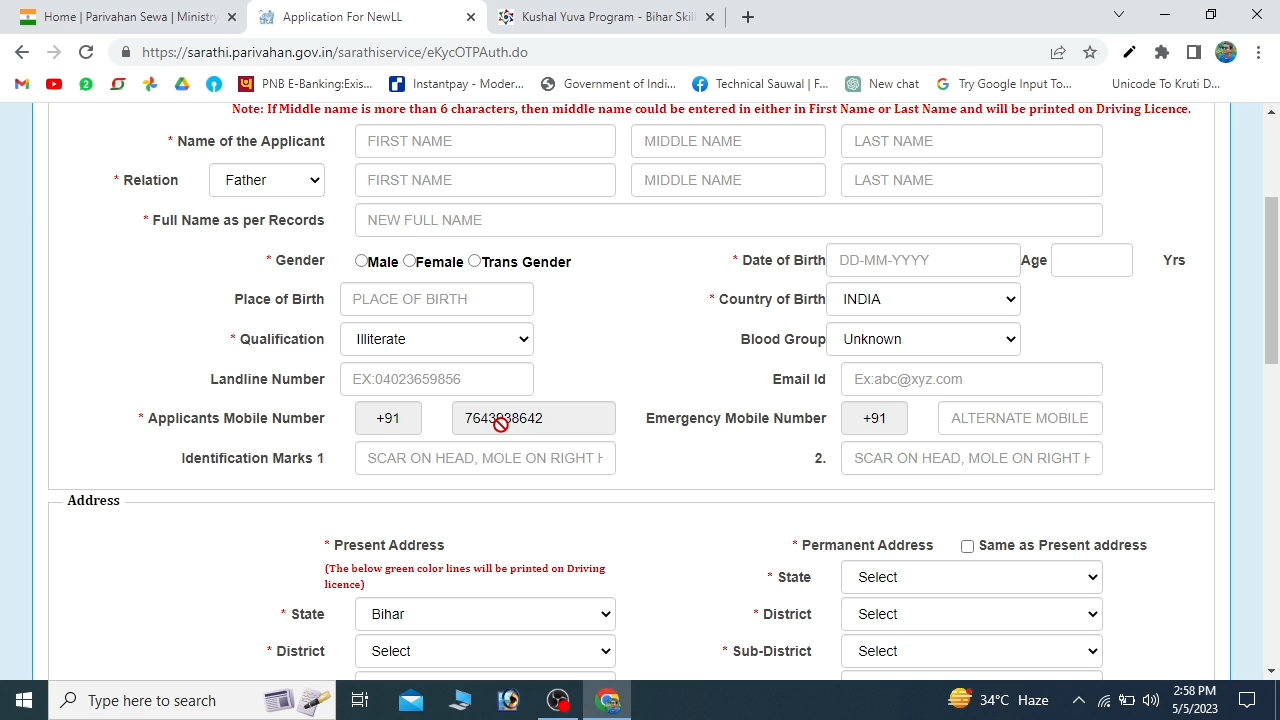 Home | Parivahan Sewa | Ministry
Application For NewLL
Kushal Yuva Program - Bihar Skill
https://sarathi.parivahan.gov.in/sarathiservice/eKycOTPAuth.do
PNB E-Banking:Exis...
Instantpay - Moder...
Government of Indi...
Technical Sauwal | F...
New chat
Try Google Input To...
Unicode To Kruti D...
Note: If Middle name is more than 6 characters, then middle name could be entered in either in First Name or Last Name and will be printed on Driving Licence.
* Name of the Applicant FIRST NAME MIDDLE NAME LAST NAME
* Relation Father FIRST NAME MIDDLE NAME LAST NAME
* Full Name as per Records NEW FULL NAME
* Gender Male Female Trans Gender * Date of Birth DD-MM-YYYY Age Yrs
Place of Birth PLACE OF BIRTH * Country of Birth INDIA
* Qualification Illiterate Blood Group Unknown
Landline Number EX:04023659856 Email Id Ex:abc@xyz.com
* Applicants Mobile Number +91 7643938642 Emergency Mobile Number +91 ALTERNATE MOBILE
Identification Marks 1 SCAR ON HEAD, MOLE ON RIGHT H 2. SCAR ON HEAD, MOLE ON RIGHT H
Address
* Present Address * Permanent Address Same as Present address
(The below green color lines will be printed on Driving
licence)
* State Select
* State Bihar * District Select
* District Select * Sub-District Select
Type here to search
34°C Haze
2:58 PM
5/5/2023